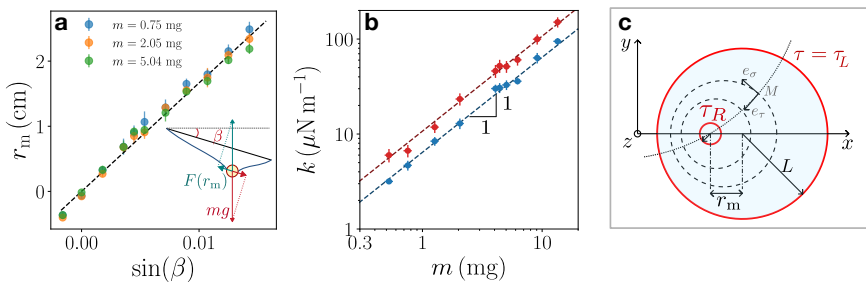 a
m = 0.75 mg
m = 2.05 mg
m = 5.04 mg
r_m (cm)
2
1
0
0.00
0.01
sin(β)
β
F(r_m)
mg
b
k (μN m⁻¹)
100
10
1
0.3
1
10
m (mg)
1
1
c
y
τ = τ_L
e_σ
M
e_τ
τ_R
z
x
L
r_m